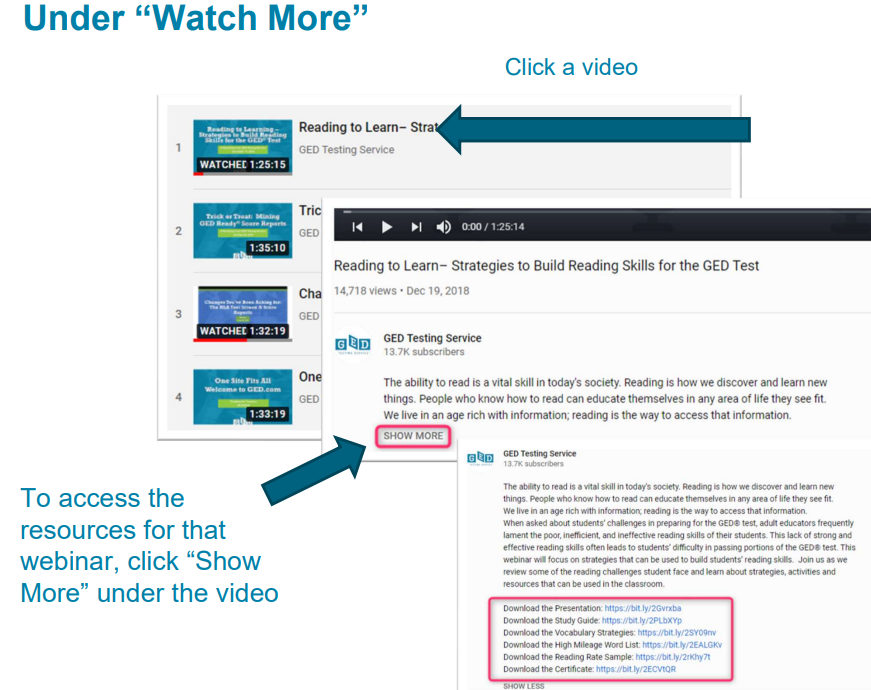 Under “Watch More”
Click a video
1
Reading to Learning –
Strategies to Build Reading
Skills for the GED® Test
WATCHED 1:25:15
Reading to Learn– Strat
GED Testing Service
2
Trick or Treat: Mining
GED Ready® Score Reports
1:35:10
Tric
GED
3
Changes You've Been Asking for:
Reports
WATCHED 1:32:19
Cha
GED
4
One Site Fits All
Welcome to GED.com
1:33:19
One
GED
0:00 / 1:25:14
Reading to Learn– Strategies to Build Reading Skills for the GED Test
14,718 views • Dec 19, 2018
GED
GED Testing Service
13.7K subscribers
The ability to read is a vital skill in today's society. Reading is how we discover and learn new
things. People who know how to read can educate themselves in any area of life they see fit.
We live in an age rich with information; reading is the way to access that information.
SHOW MORE
To access the
resources for that
webinar, click “Show
More” under the video
GED
GED Testing Service
13.7K subscribers
The ability to read is a vital skill in today's society. Reading is how we discover and learn new
things. People who know how to read can educate themselves in any area of life they see fit.
We live in an age rich with information; reading is the way to access that information.
When asked about students' challenges in preparing for the GED® test, adult educators frequently
lament the poor, inefficient, and ineffective reading skills of their students. This lack of strong and
effective reading skills often leads to students' difficulty in passing portions of the GED® test. This
webinar will focus on strategies that can be used to build students' reading skills. Join us as we
review some of the reading challenges student face and learn about strategies, activities and
resources that can be used in the classroom.
Download the Presentation: https://bit.ly/2Gvrxba
Download the Study Guide: https://bit.ly/2PLbXYp
Download the Vocabulary Strategies: https://bit.ly/2SY09nv
Download the High Mileage Word List: https://bit.ly/2EALGKv
Download the Reading Rate Sample: https://bit.ly/2rKhy7t
Download the Certificate: https://bit.ly/2ECVtQR
SHOW LESS